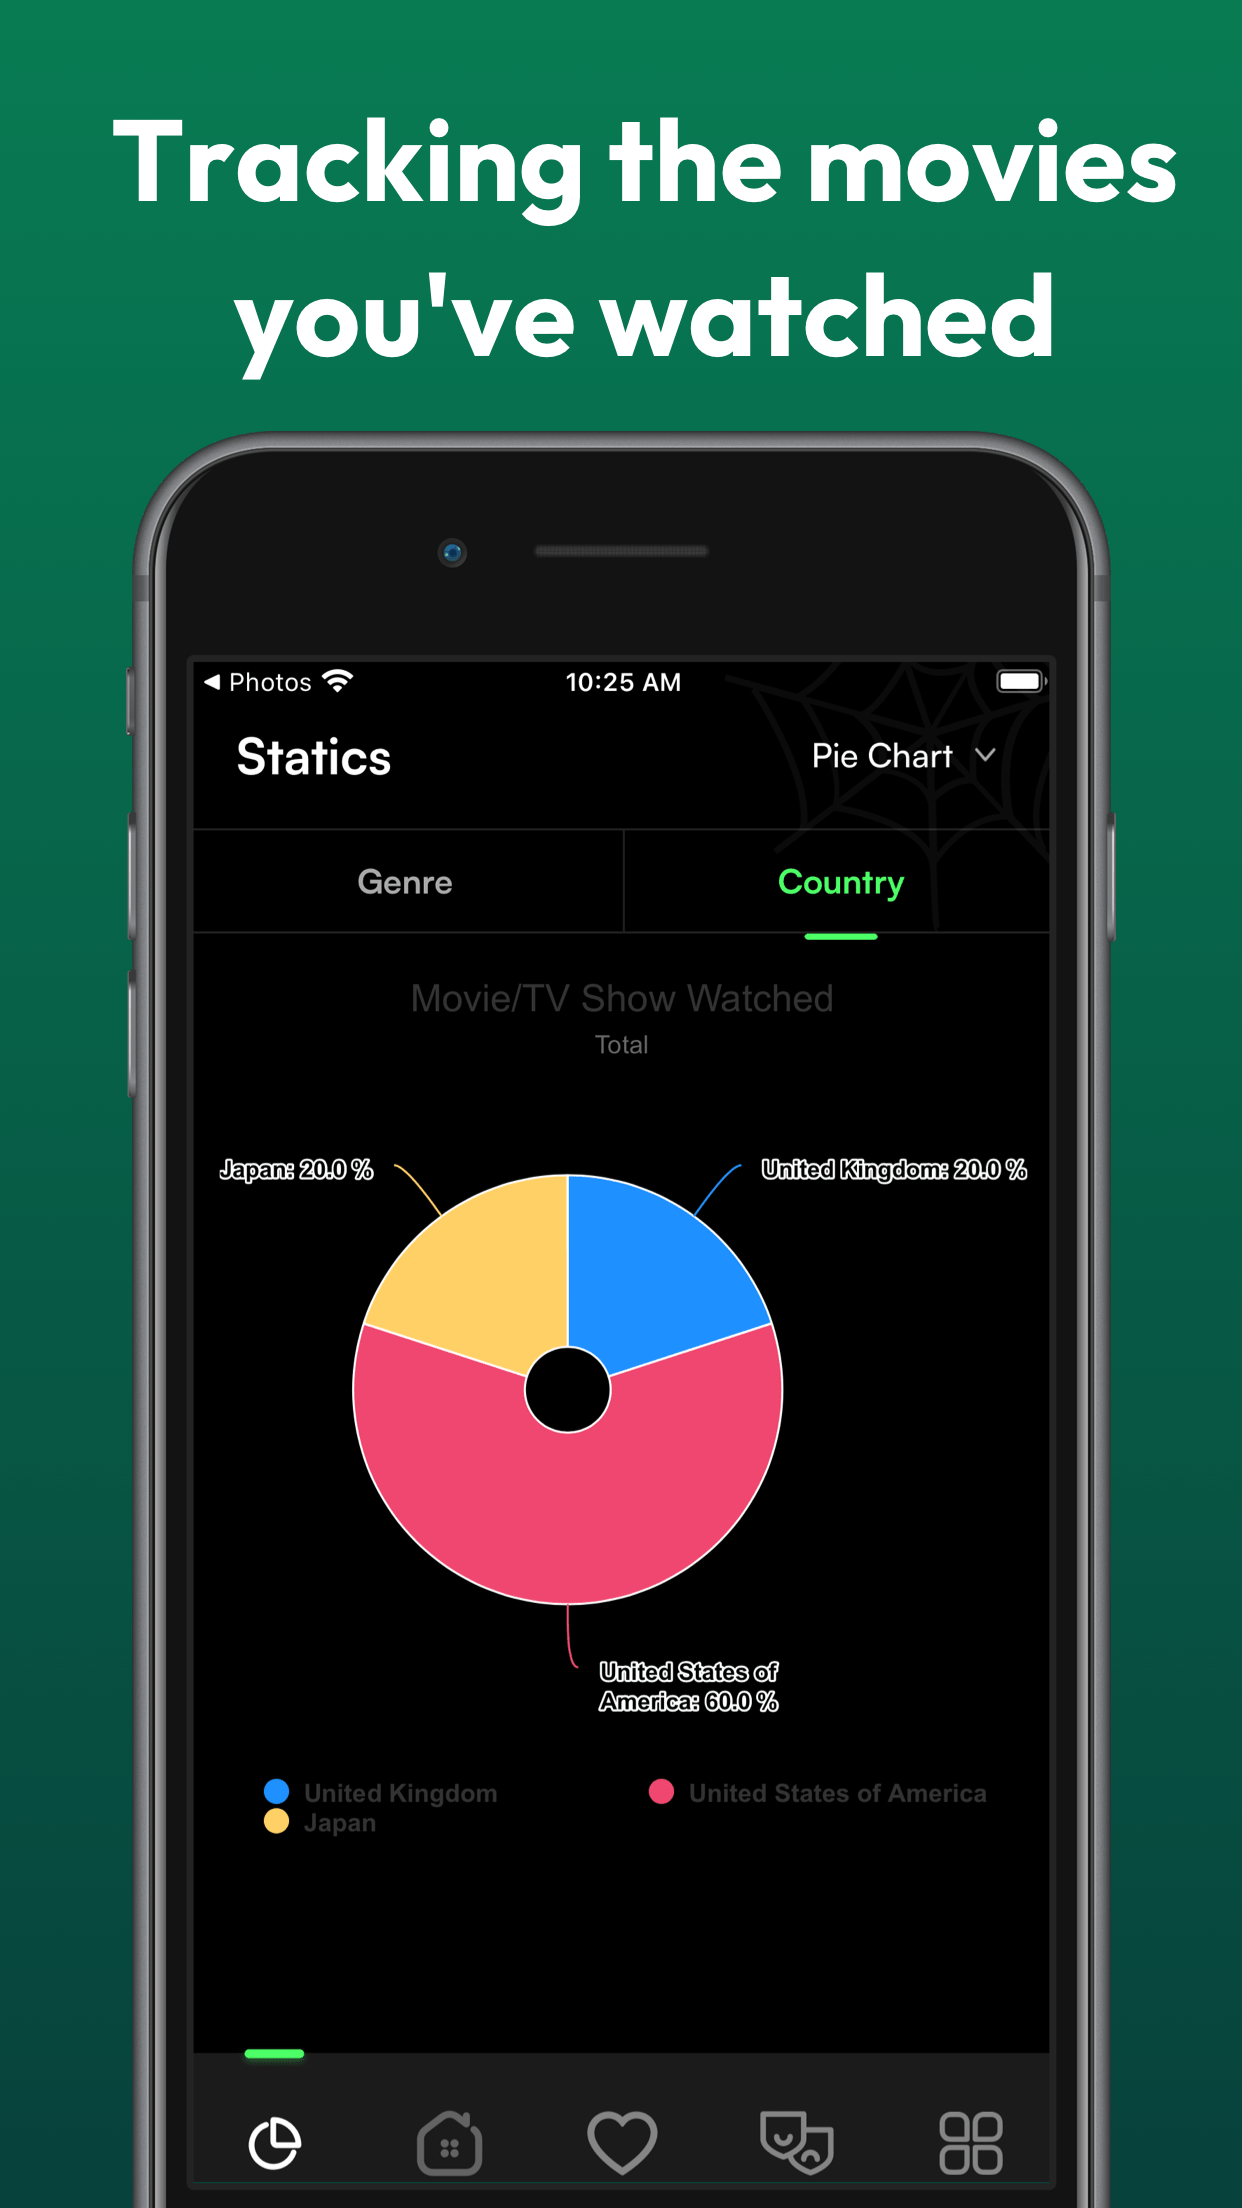 Tracking the movies
you've watched
Photos 10:25 AM
Statics Pie Chart
Genre Country
Movie/TV Show Watched
Total
Japan: 20.0 % United Kingdom: 20.0 %
United States of
America: 60.0 %
United Kingdom United States of America
Japan